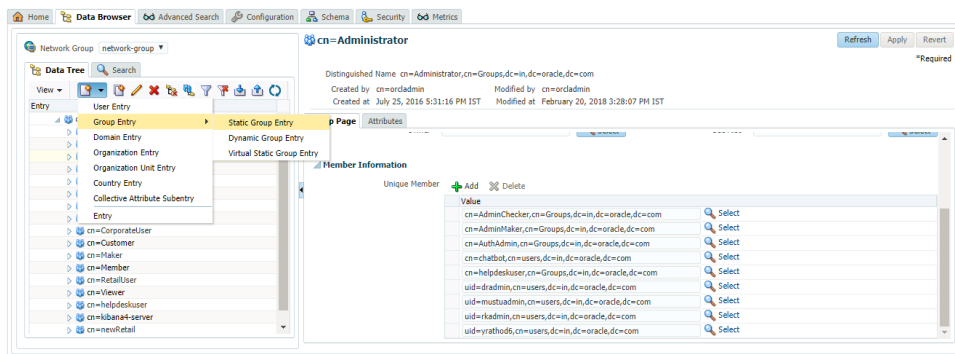 Home Data Browser Advanced Search Configuration Schema Security Metrics
Network Group network-group
Data Tree Search
View
Entry
User Entry
Group Entry
Domain Entry
Organization Entry
Organization Unit Entry
Country Entry
Collective Attribute Subentry
Entry
Static Group Entry
Dynamic Group Entry
Virtual Static Group Entry
cn=CorporateUser
cn=Customer
cn=Maker
cn=Member
cn=RetailUser
cn=Viewer
cn=helpdeskuser
cn=kibana4-server
cn=newRetail
cn=Administrator
Refresh Apply Revert
*Required
Distinguished Name cn=Administrator,cn=Groups,dc=in,dc=oracle,dc=com
Created by cn=orcladmin Modified by cn=orcladmin
Created at July 25, 2016 5:31:16 PM IST Modified at February 20, 2018 3:28:07 PM IST
Page Attributes
Member Information
Unique Member Add Delete
Value
cn=AdminChecker,cn=Groups,dc=in,dc=oracle,dc=com Select
cn=AdminMaker,cn=Groups,dc=in,dc=oracle,dc=com Select
cn=AuthAdmin,cn=Groups,dc=in,dc=oracle,dc=com Select
cn=chatbot,cn=users,dc=in,dc=oracle,dc=com Select
cn=helpdeskuser,cn=Groups,dc=in,dc=oracle,dc=com Select
uid=dradmin,cn=users,dc=in,dc=oracle,dc=com Select
uid=mustuadmin,cn=users,dc=in,dc=oracle,dc=com Select
uid=rkadmin,cn=users,dc=in,dc=oracle,dc=com Select
uid=yrathod6,cn=users,dc=in,dc=oracle,dc=com Select